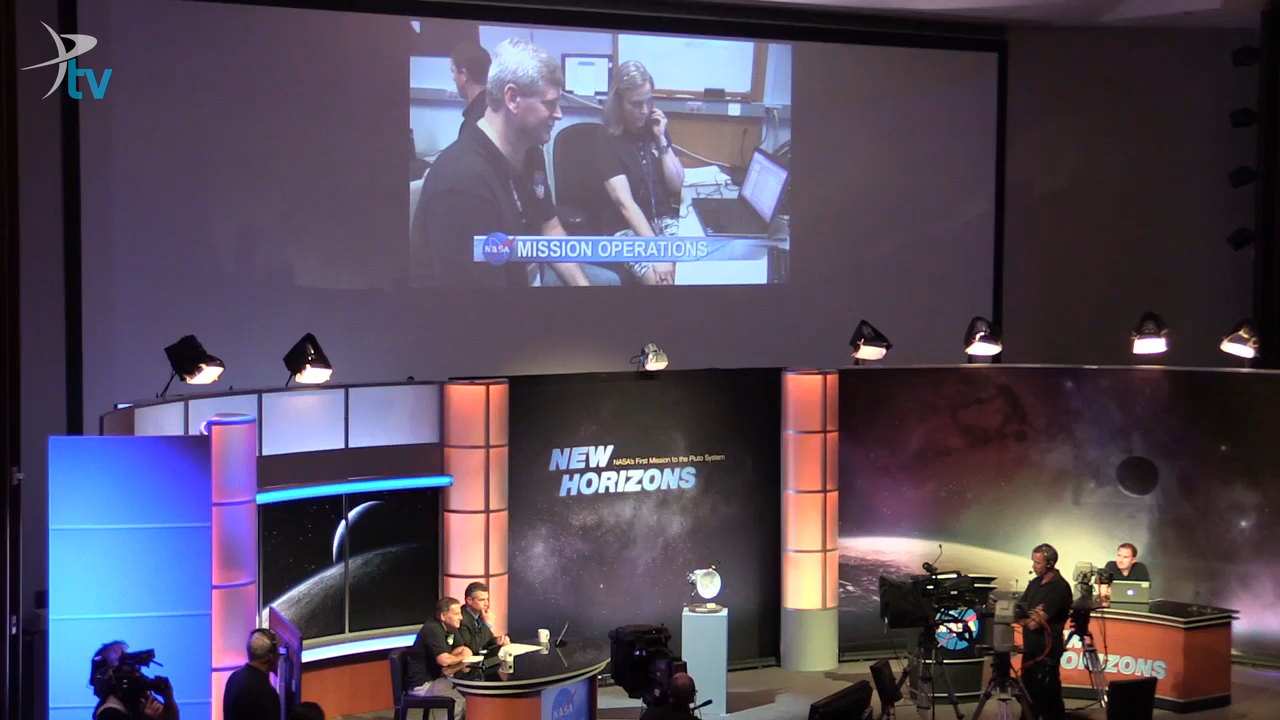 tv
NASA MISSION OPERATIONS
NEW
NASA's First Mission to the Pluto System
HORIZONS
NASA
HORIZONS